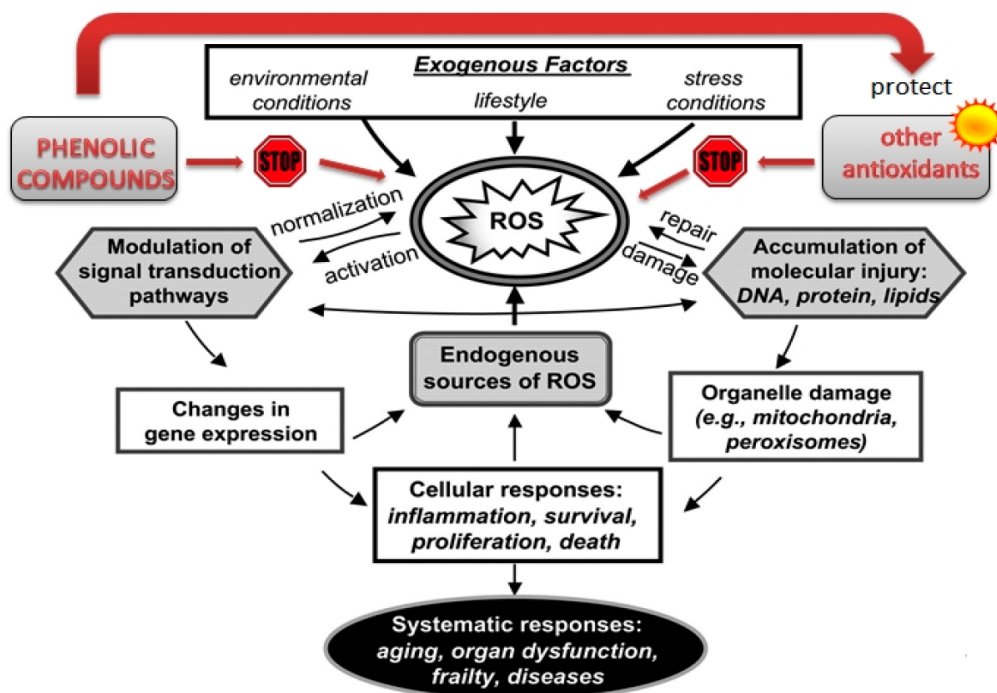 Exogenous Factors
environmental
conditions
lifestyle
stress
conditions
protect
PHENOLIC
COMPOUNDS
STOP
STOP
other
antioxidants
ROS
normalization
activation
repair
damage
Modulation of
signal transduction
pathways
Accumulation of
molecular injury:
DNA, protein, lipids
Endogenous
sources of ROS
Changes in
gene expression
Organelle damage
(e.g., mitochondria,
peroxisomes)
Cellular responses:
inflammation, survival,
proliferation, death
Systematic responses:
aging, organ dysfunction,
frailty, diseases